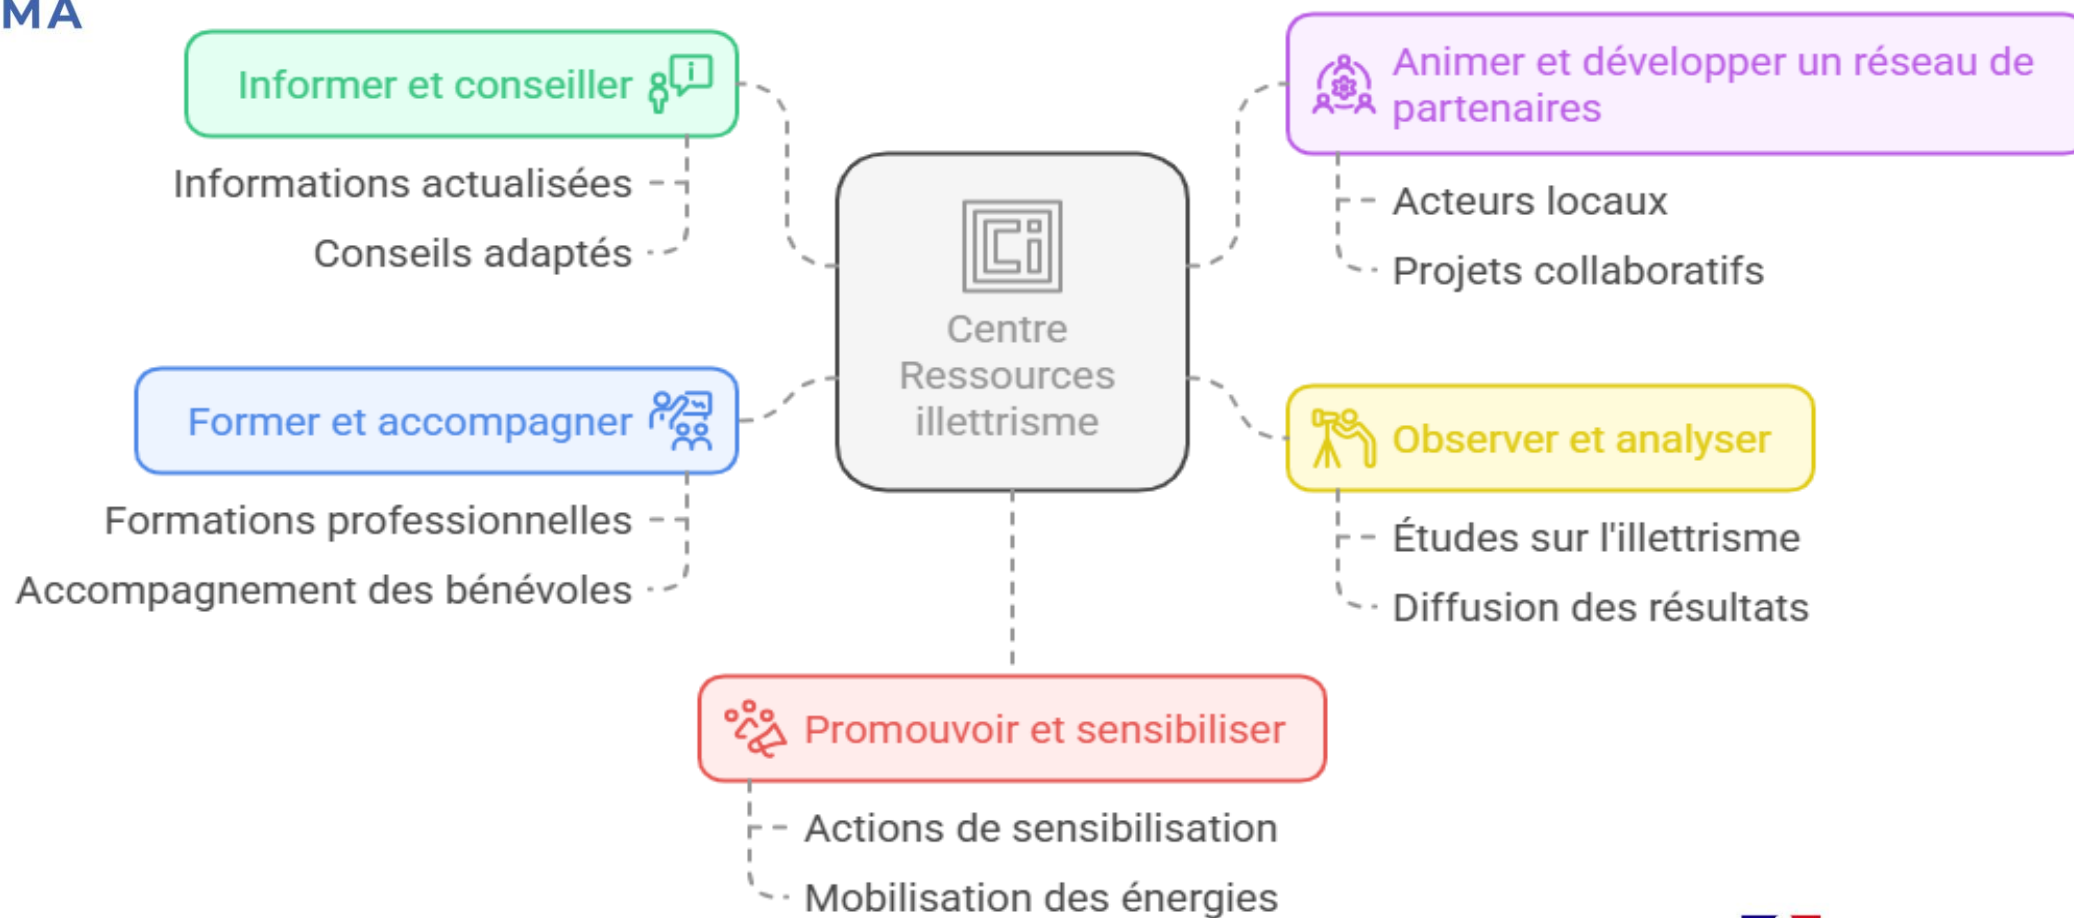 MA
Informer et conseiller
Informations actualisées
Conseils adaptés
Animer et développer un réseau de
partenaires
Acteurs locaux
Projets collaboratifs
Ci
Centre
Ressources
illettrisme
Former et accompagner
Formations professionnelles
Accompagnement des bénévoles
Observer et analyser
Études sur l'illettrisme
Diffusion des résultats
Promouvoir et sensibiliser
Actions de sensibilisation
Mobilisation des énergies